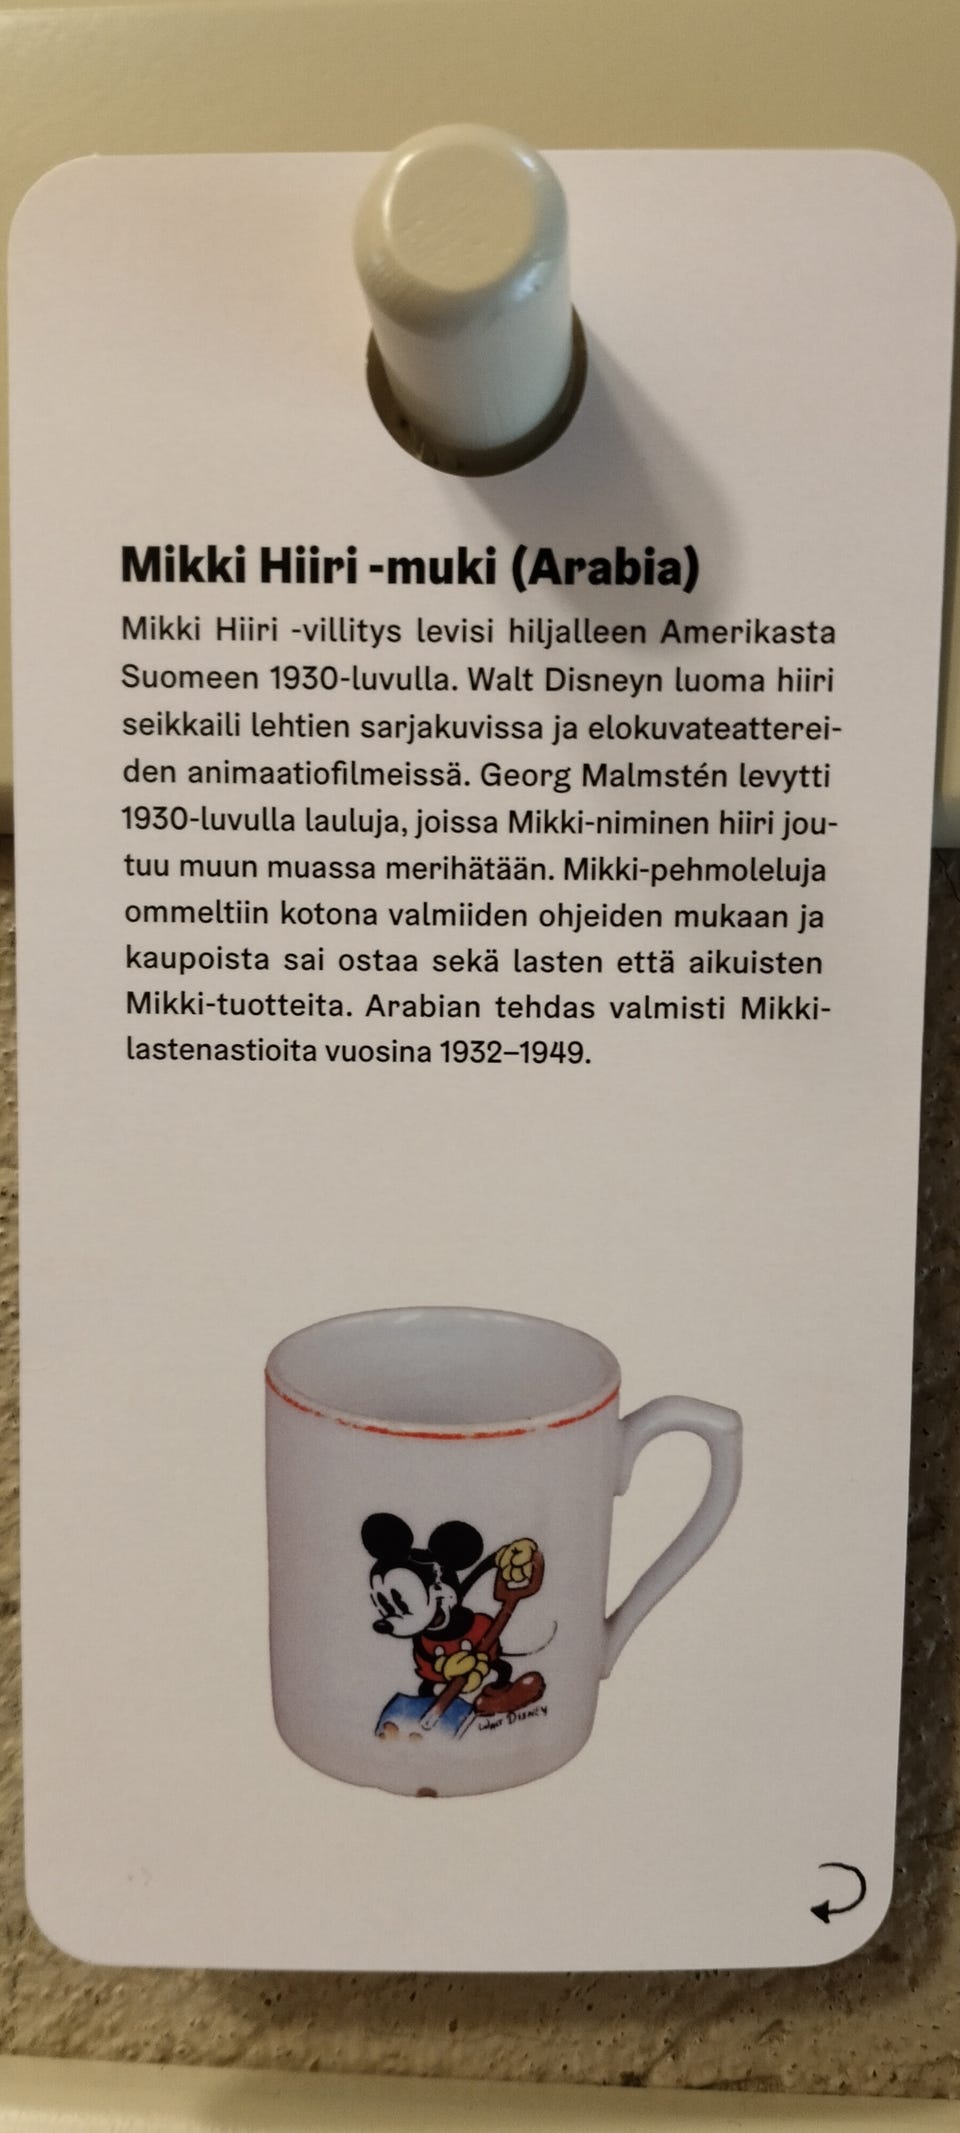 Mikki Hiiri -muki (Arabia)
Mikki Hiiri -villitys levisi hiljalleen Amerikasta
Suomeen 1930-luvulla. Walt Disneyn luoma hiiri
seikkaili lehtien sarjakuvissa ja elokuvateatterei-
den animaatiofilmeissä. Georg Malmstén levytti
1930-luvulla lauluja, joissa Mikki-niminen hiiri jou-
tuu muun muassa merihätään. Mikki-pehmoleluja
ommeltiin kotona valmiiden ohjeiden mukaan ja
kaupoista sai ostaa sekä lasten että aikuisten
Mikki-tuotteita. Arabian tehdas valmisti Mikki-
lastenastioita vuosina 1932–1949.
WALT DISNEY